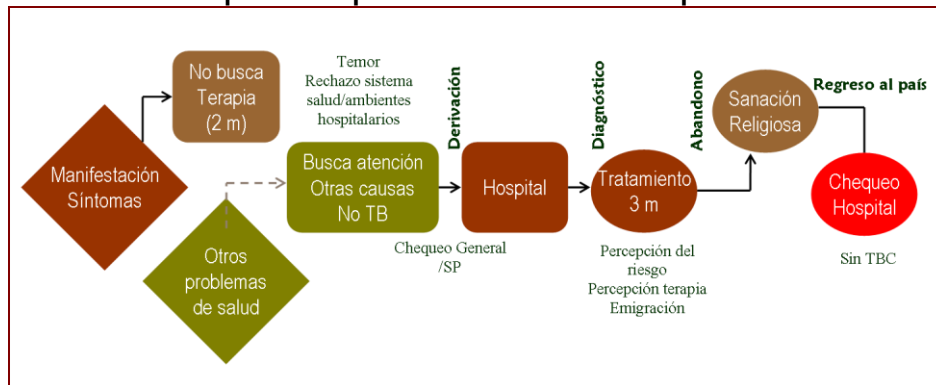 Manifestación
Síntomas
No busca
Terapia
(2 m)
Otros
problemas
de salud
Temor
Rechazo sistema
salud/ambientes
hospitalarios
Busca atención
Otras causas
No TB
Derivación
Chequeo General
/SP
Hospital
Diagnóstico
Tratamiento
3 m
Percepción del
riesgo
Percepción terapia
Emigración
Abandono
Sanación
Religiosa
Regreso al país
Chequeo
Hospital
Sin TBC